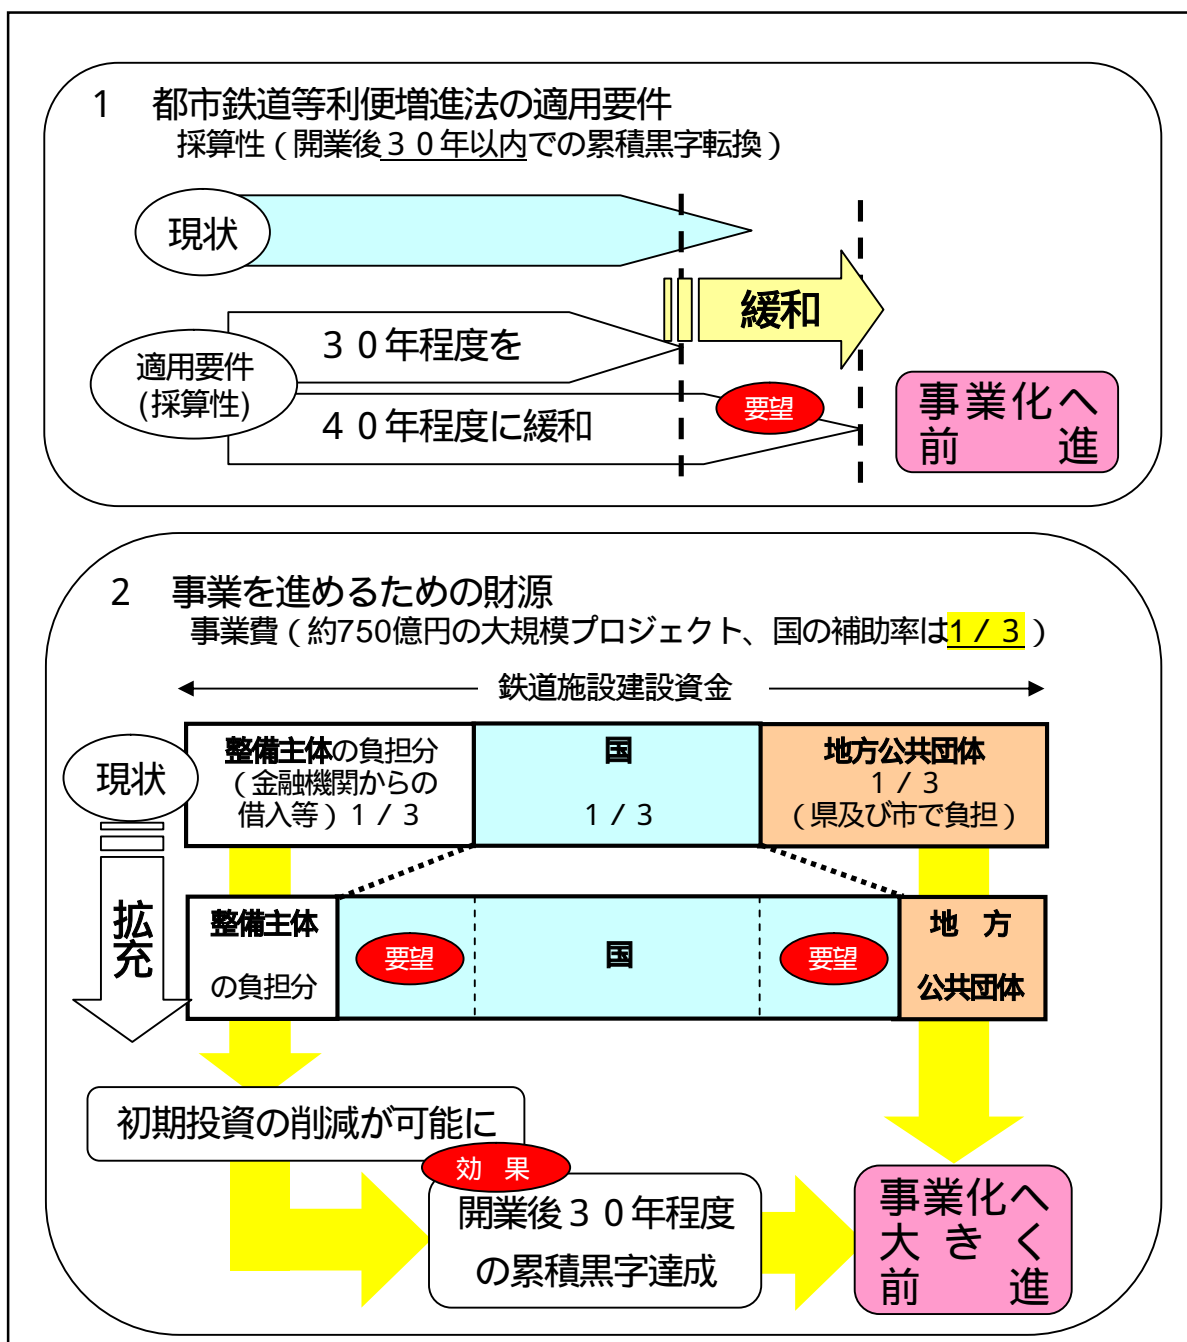 1　都市鉄道等利便増進法の適用要件
採算性（開業後３０年以内での累積黒字転換）
現状
緩和
適用要件
(採算性)
３０年程度を
４０年程度に緩和
要望
事業化へ
前　　進
2　事業を進めるための財源
事業費（約750億円の大規模プロジェクト、国の補助率は１／３）
鉄道施設建設資金
現状
整備主体の負担分
（金融機関からの
借入等）１／３
国
１／３
地方公共団体
１／３
（県及び市で負担）
拡充
整備主体
の負担分
要望
国
要望
地　方
公共団体
初期投資の削減が可能に
効　果
開業後３０年程度
の累積黒字達成
事業化へ
大 き く
前　　進